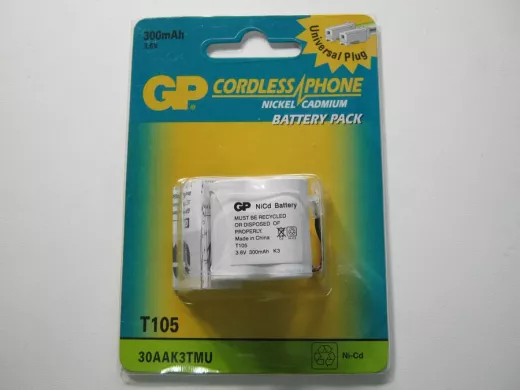 300mAh
3.6V
Universal Plug
GP
CORDLESS PHONE
NICKEL CADMIUM
BATTERY PACK
GP NiCd Battery
MUST BE RECYCLED
OR DISPOSED OF
PROPERLY.
Made in China
T105
3.6V 300mAh K3
T105
30AAK3TMU
Ni-Cd